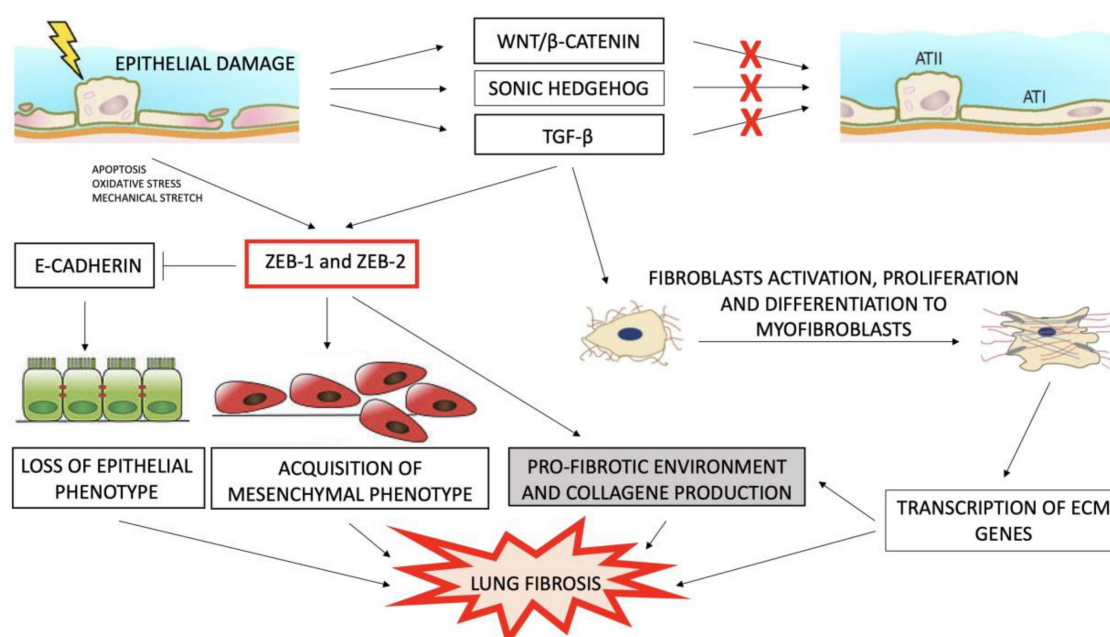 EPITHELIAL DAMAGE
WNT/β-CATENIN
SONIC HEDGEHOG
TGF-β
X
X
X
ATII
ATI
APOPTOSIS
OXIDATIVE STRESS
MECHANICAL STRETCH
E-CADHERIN
ZEB-1 and ZEB-2
FIBROBLASTS ACTIVATION, PROLIFERATION
AND DIFFERENTIATION TO
MYOFIBROBLASTS
LOSS OF EPITHELIAL
PHENOTYPE
ACQUISITION OF
MESENCHYMAL PHENOTYPE
PRO-FIBROTIC ENVIRONMENT
AND COLLAGENE PRODUCTION
TRANSCRIPTION OF ECM
GENES
LUNG FIBROSIS